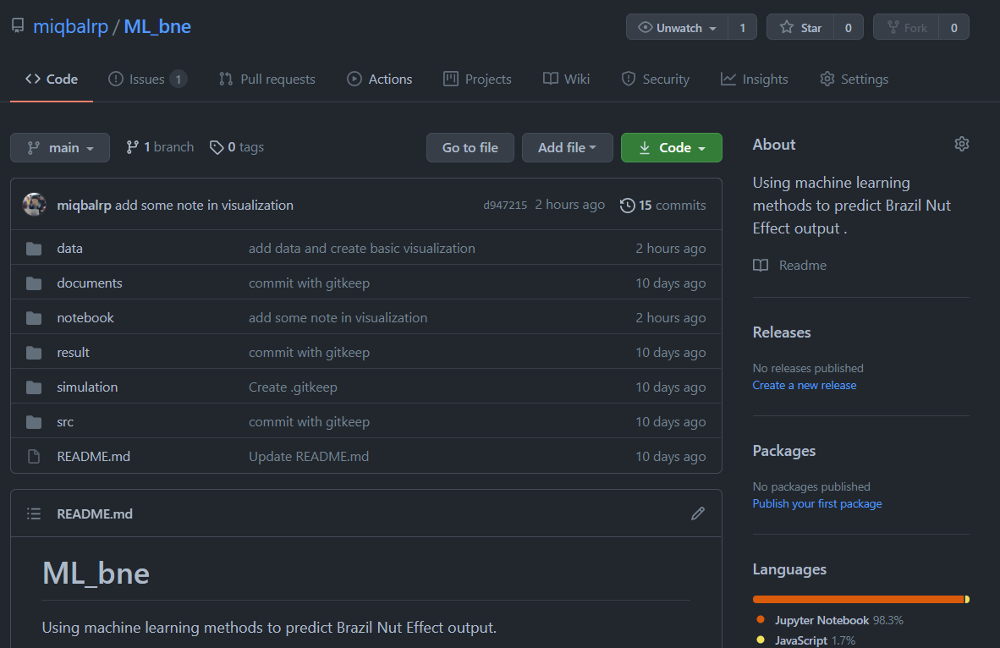 miqbalrp / ML_bne
Unwatch 1 Star 0 Fork 0
Code Issues 1 Pull requests Actions Projects Wiki Security Insights Settings
main 1 branch 0 tags Go to file Add file Code
miqbalrp add some note in visualization d947215 2 hours ago 15 commits
data add data and create basic visualization 2 hours ago
documents commit with gitkeep 10 days ago
notebook add some note in visualization 2 hours ago
result commit with gitkeep 10 days ago
simulation Create .gitkeep 10 days ago
src commit with gitkeep 10 days ago
README.md Update README.md 10 days ago
README.md
ML_bne
Using machine learning methods to predict Brazil Nut Effect output.
About
Using machine learning
methods to predict Brazil Nut
Effect output .
Readme
Releases
No releases published
Create a new release
Packages
No packages published
Publish your first package
Languages
Jupyter Notebook 98.3%
JavaScript 1.7%